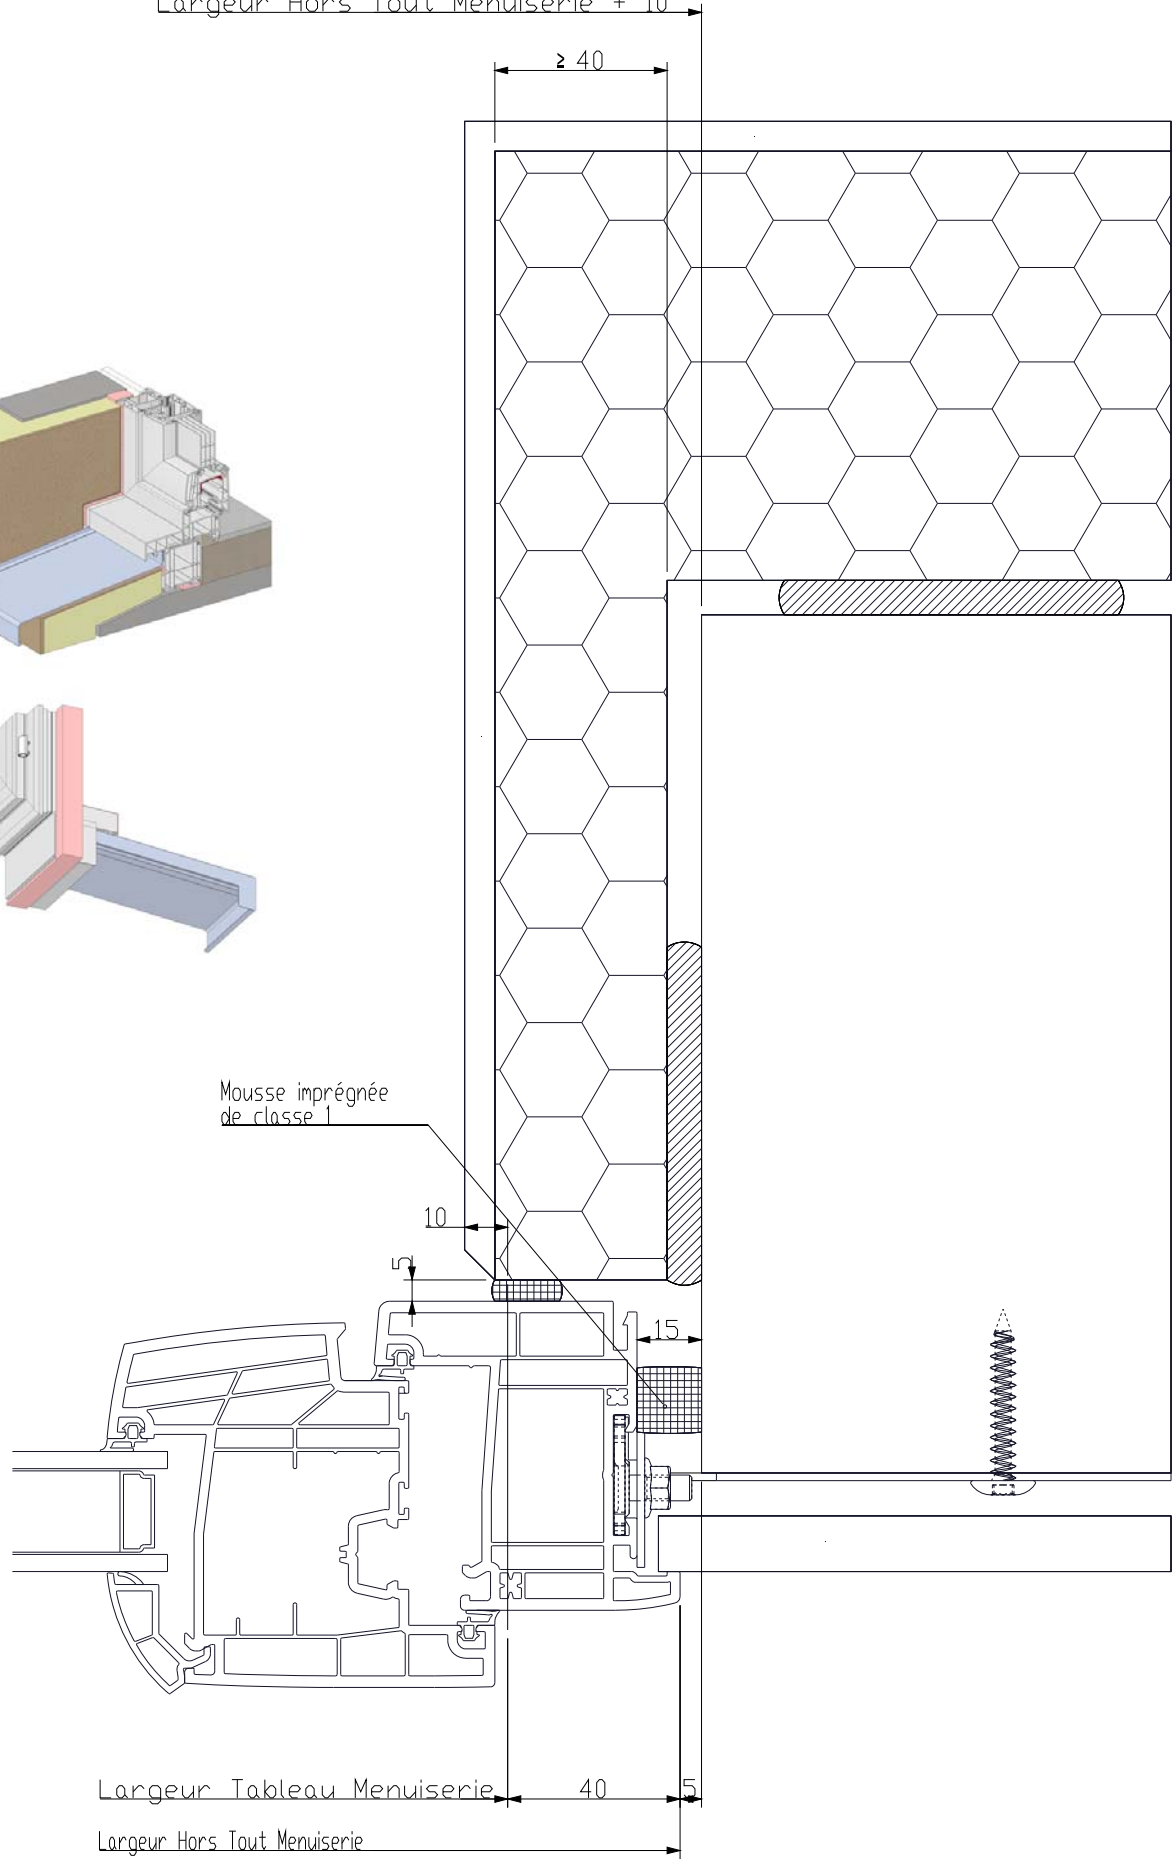 Largeur Hors Tout Menuiserie + 10
≥ 40
Mousse imprégnée
de classe 1
10
5
15
Largeur Tableau Menuiserie
40
5
Largeur Hors Tout Menuiserie